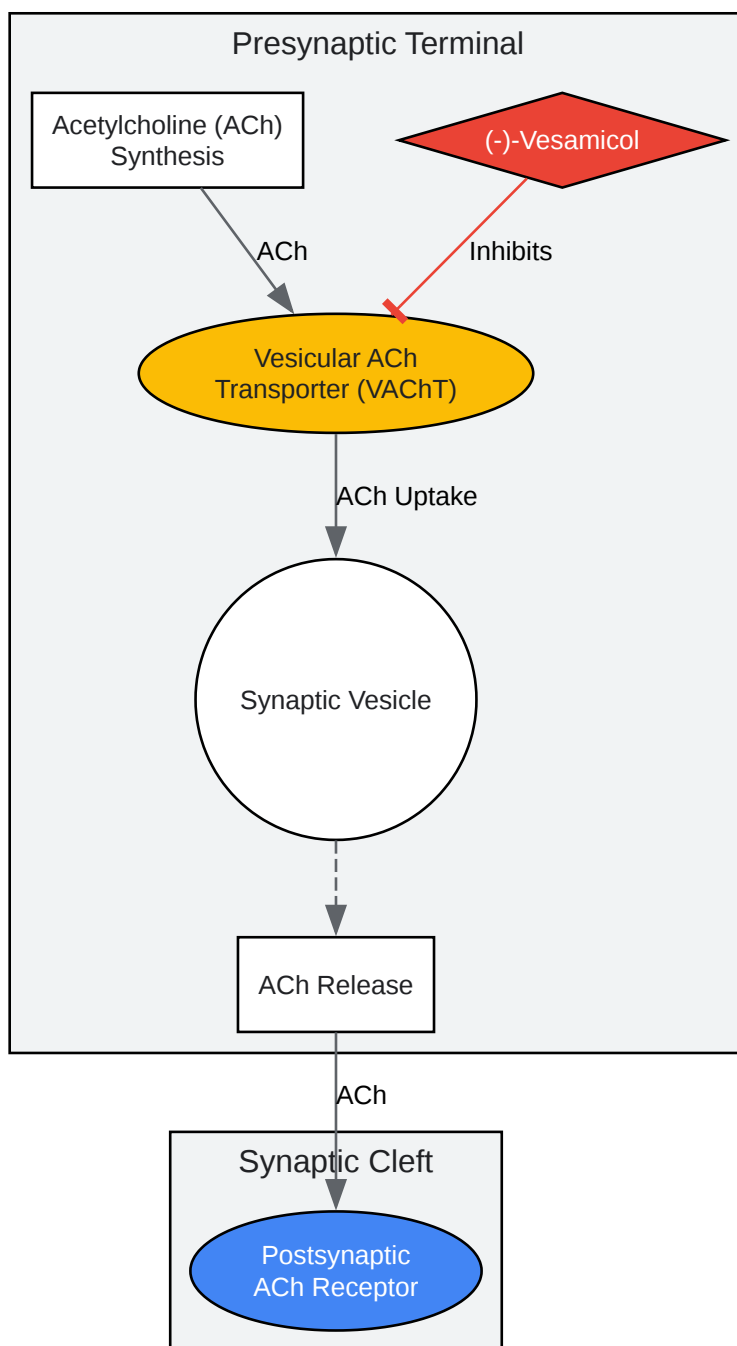 Presynaptic Terminal
Acetylcholine (ACh)
Synthesis
(-)-Vesamicol
ACh
Inhibits
Vesicular ACh
Transporter (VAChT)
ACh Uptake
Synaptic Vesicle
ACh Release
ACh
Synaptic Cleft
Postsynaptic
ACh Receptor